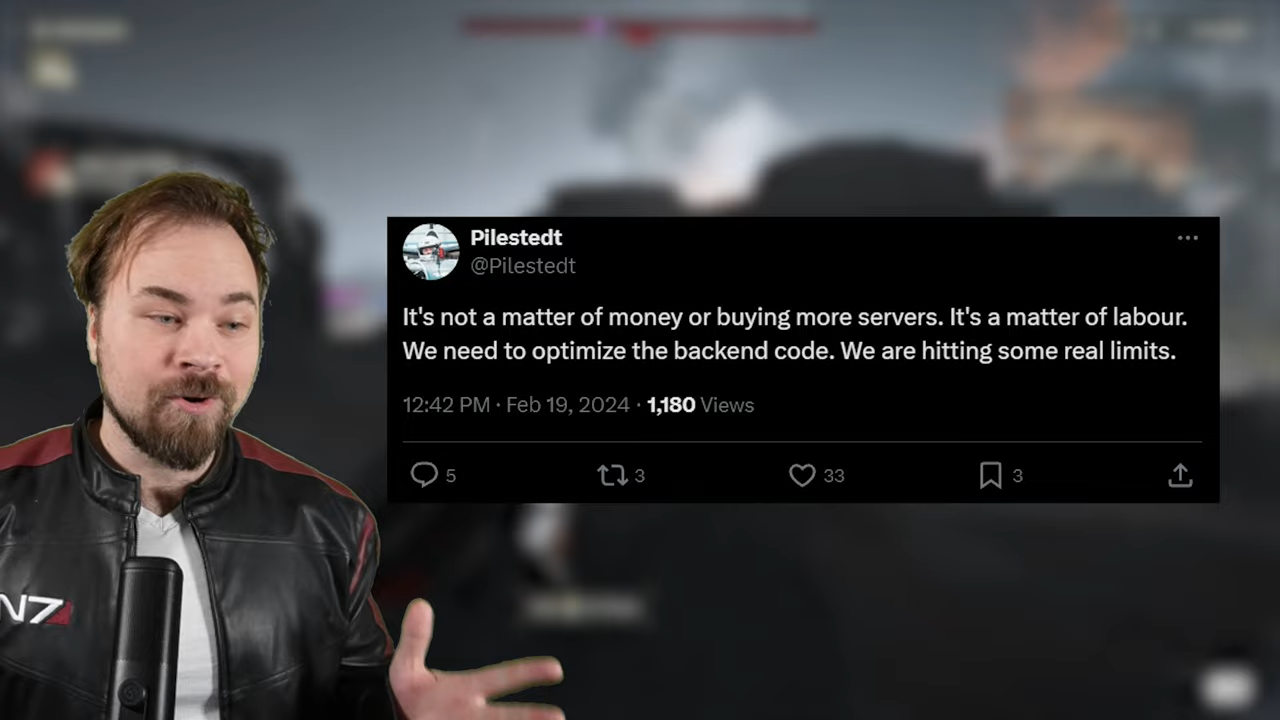 Pilestedt
@Pilestedt
It's not a matter of money or buying more servers. It's a matter of labour.
We need to optimize the backend code. We are hitting some real limits.
12:42 PM · Feb 19, 2024 · 1,180 Views
5 3 33 3
N7